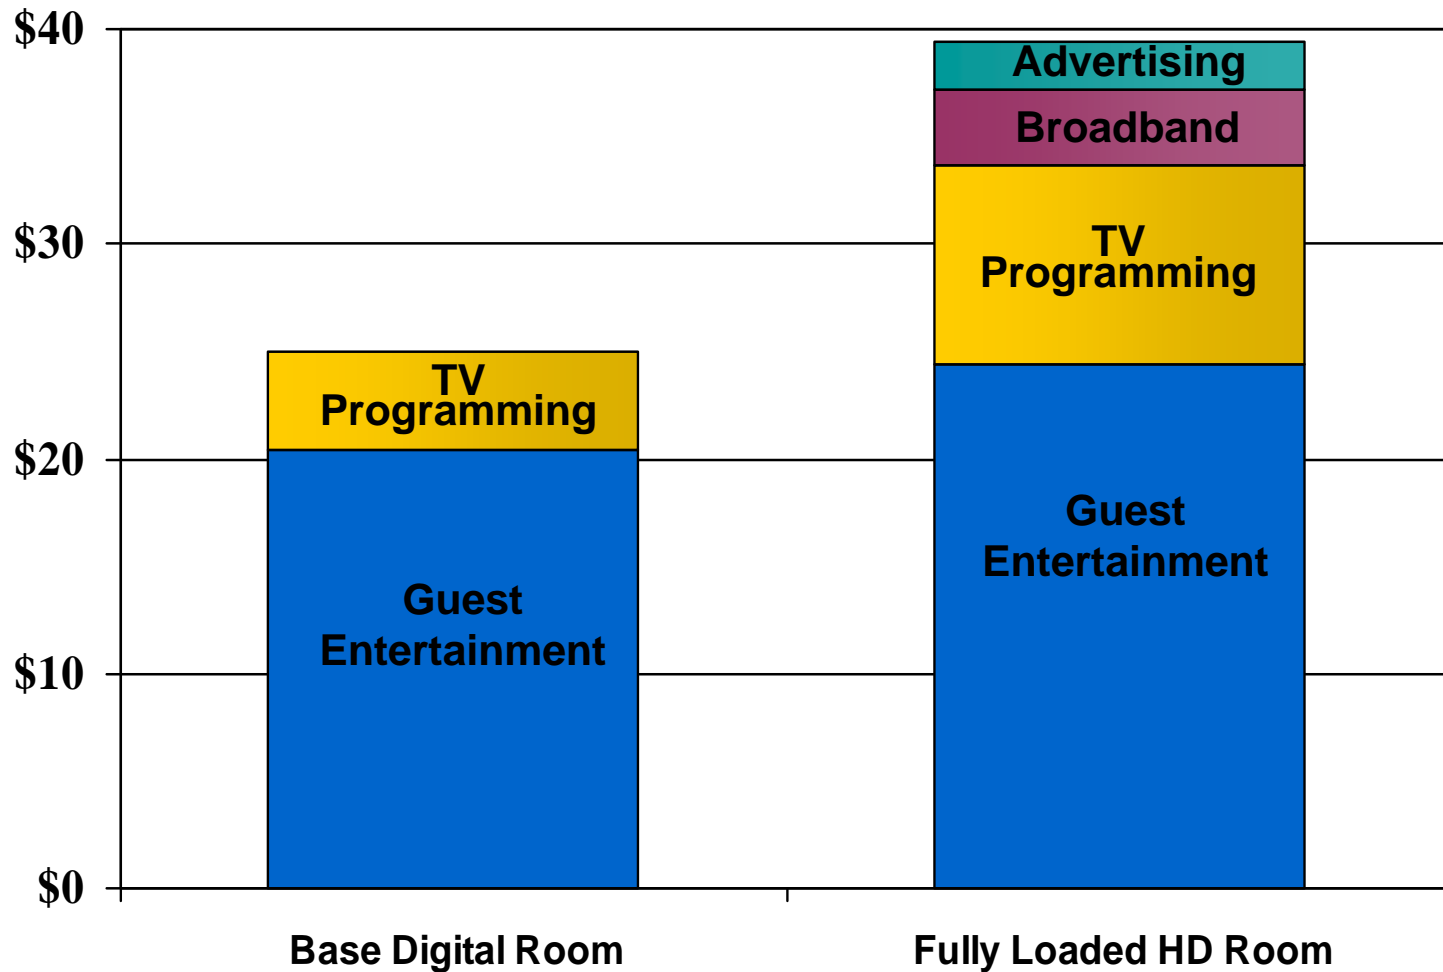 $40
$30
$20
$10
$0
TV
Programming
Guest
Entertainment
Advertising
Broadband
TV
Programming
Guest
Entertainment
Base Digital Room
Fully Loaded HD Room